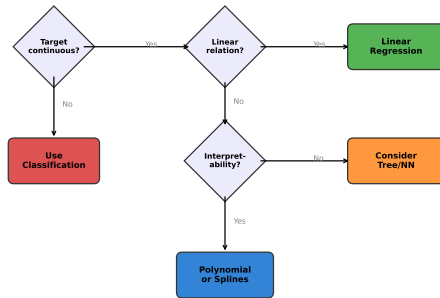 Target
continuous?
Yes
Linear
relation?
Yes
Linear
Regression
No
No
Use
Classification
Interpret-
ability?
No
Consider
Tree/NN
Yes
Polynomial
or Splines